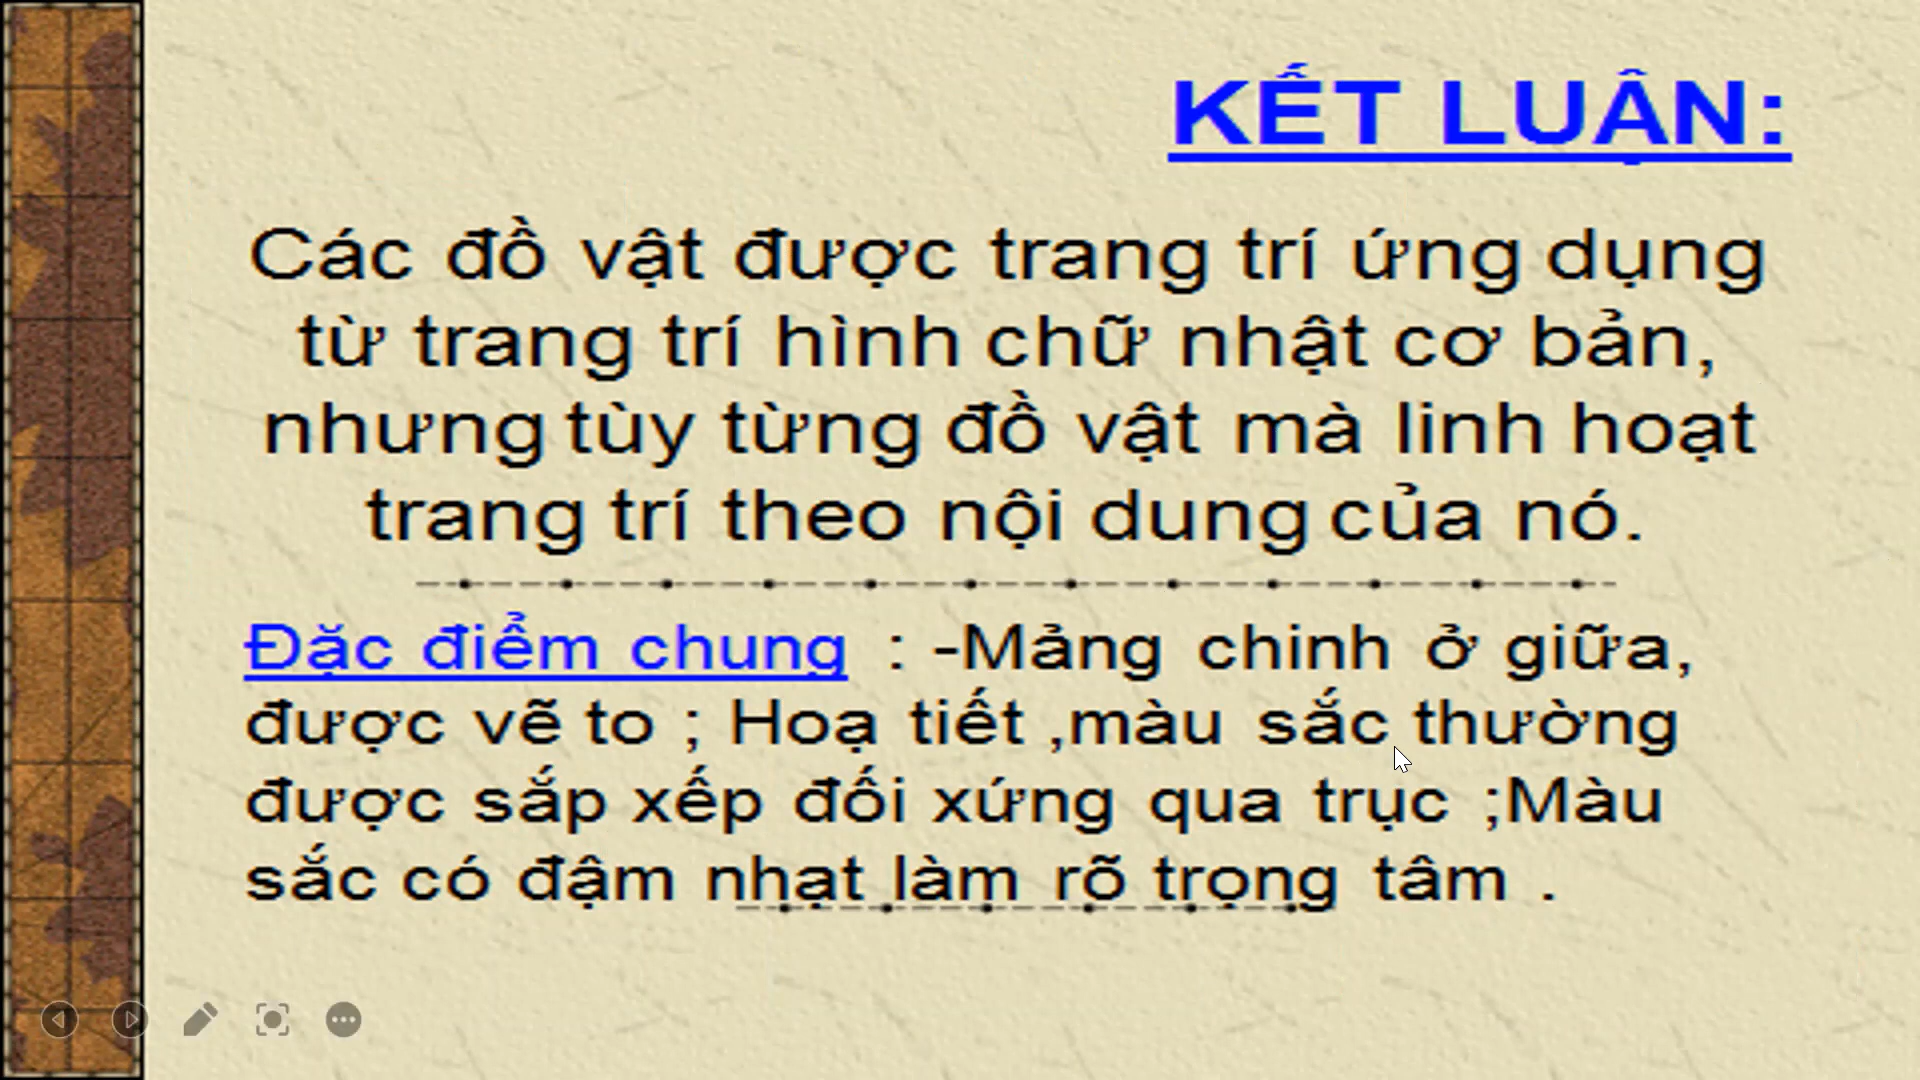 KẾT LUẬN:
Các đồ vật được trang trí ứng dụng
từ trang trí hình chữ nhật cơ bản,
nhưng tùy từng đồ vật mà linh hoạt
trang trí theo nội dung của nó.
Đặc điểm chung : -Mảng chinh ở giữa,
được vẽ to ; Hoạ tiết ,màu sắc thường
được sắp xếp đối xứng qua trục ;Màu
sắc có đậm nhạt làm rõ trọng tâm .